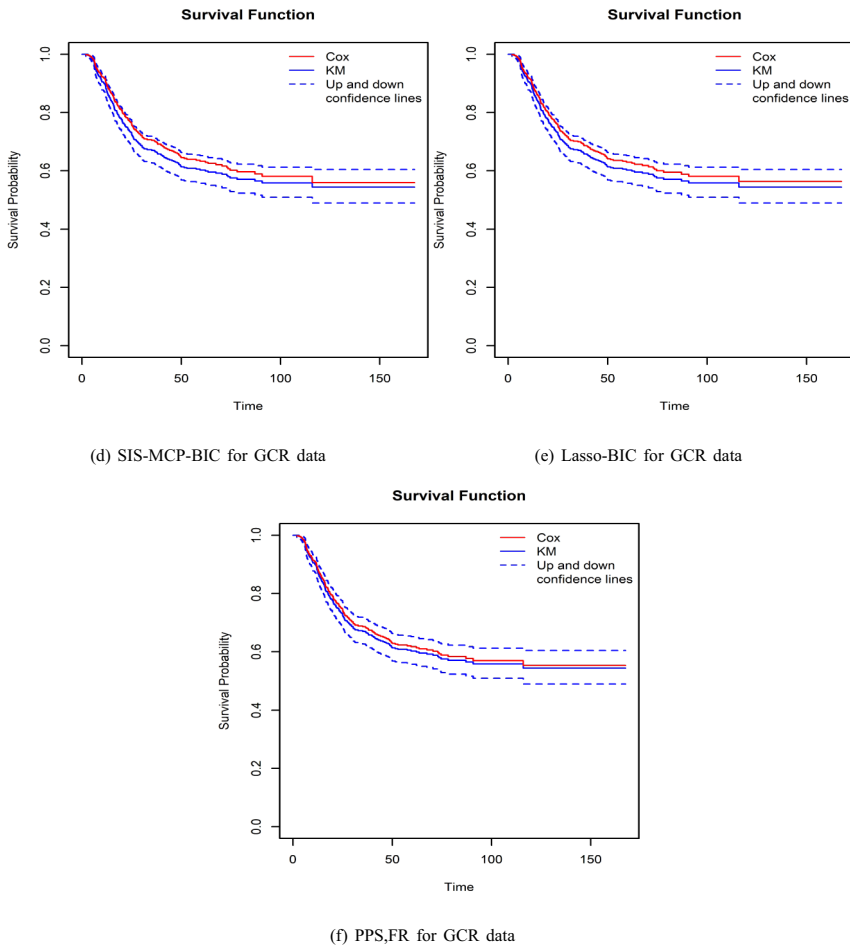 Survival Function
Survival Probability
1.0
0.8
0.6
0.4
0.2
0.0
Cox
KM
Up and down
confidence lines
0 50 100 150
Time
(d) SIS-MCP-BIC for GCR data
Survival Function
Survival Probability
1.0
0.8
0.6
0.4
0.2
0.0
Cox
KM
Up and down
confidence lines
0 50 100 150
Time
(e) Lasso-BIC for GCR data
Survival Function
Survival Probability
1.0
0.8
0.6
0.4
0.2
0.0
Cox
KM
Up and down
confidence lines
0 50 100 150
Time
(f) PPS,FR for GCR data